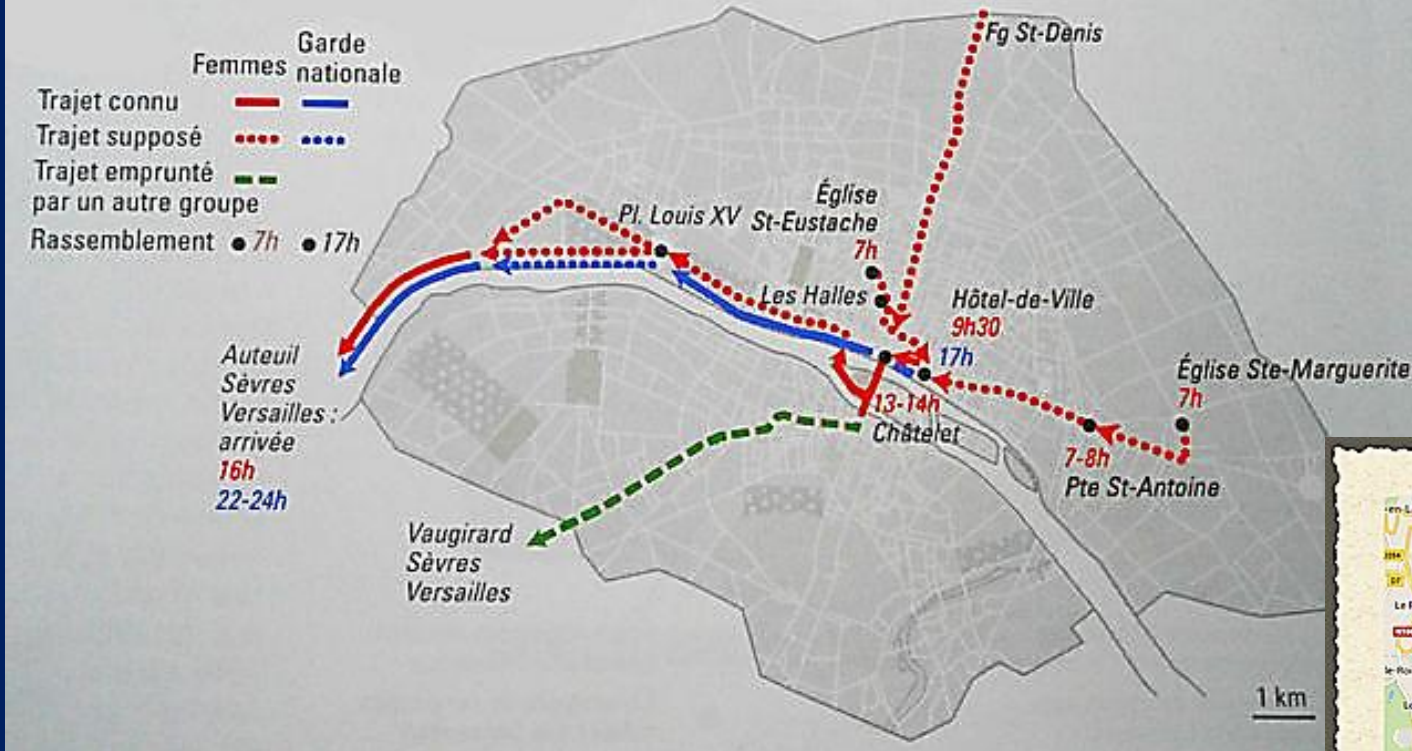 Femmes
Garde
nationale
Trajet connu
Trajet supposé
Trajet emprunté
par un autre groupe
Rassemblement
7h
17h
Fg St-Denis
Pl. Louis XV
Église
St-Eustache
7h
Les Halles
Hôtel-de-Ville
9h30
17h
Église Ste-Marguerite
7h
7-8h
Pte St-Antoine
13-14h
Châtelet
Auteuil
Sèvres
Versailles :
arrivée
16h
22-24h
Vaugirard
Sèvres
Versailles
1 km